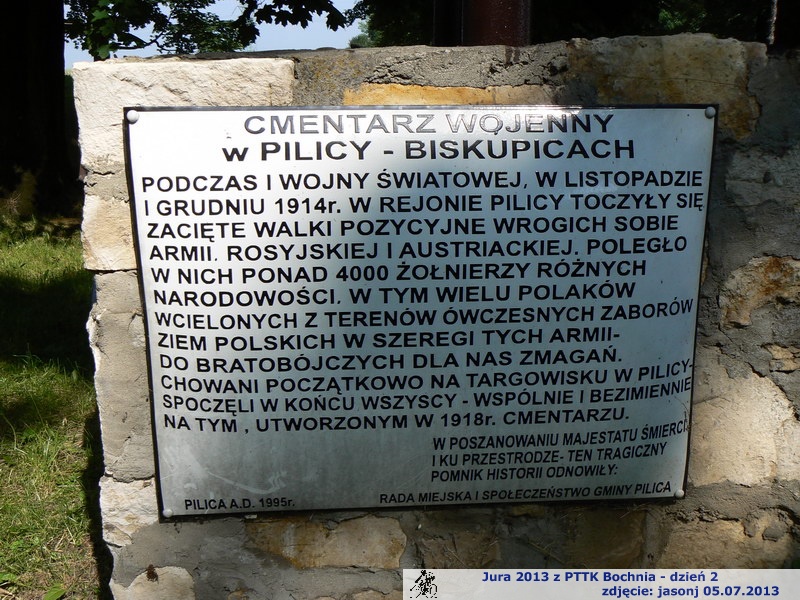 CMENTARZ WOJENNY
w PILICY - BISKUPICACH
PODCZAS I WOJNY ŚWIATOWEJ, W LISTOPADZIE
I GRUDNIU 1914r. W REJONIE PILICY TOCZYŁY SIĘ
ZACIĘTE WALKI POZYCYJNE WROGICH SOBIE
ARMII. ROSYJSKIEJ I AUSTRIACKIEJ. POLEGŁO
W NICH PONAD 4000 ŻOŁNIERZY RÓŻNYCH
NARODOWOŚCI. W TYM WIELU POLAKÓW
WCIELONYCH Z TERENÓW ÓWCZESNYCH ZABORÓW
ZIEM POLSKICH W SZEREGI TYCH ARMII-
DO BRATOBÓJCZYCH DLA NAS ZMAGAŃ.
CHOWANI POCZĄTKOWO NA TARGOWISKU W PILICY-
SPOCZĘLI W KOŃCU WSZYSCY - WSPÓLNIE I BEZIMIENNIE
NA TYM , UTWORZONYM W 1918r. CMENTARZU.
W POSZANOWANIU MAJESTATU ŚMIERCI
I KU PRZESTRODZE- TEN TRAGICZNY
POMNIK HISTORII ODNOWIŁY:
PILICA A.D. 1995r. RADA MIEJSKA I SPOŁECZEŃSTWO GMINY PILICA
Jura 2013 z PTTK Bochnia - dzień 2
zdjęcie: jasonj 05.07.2013